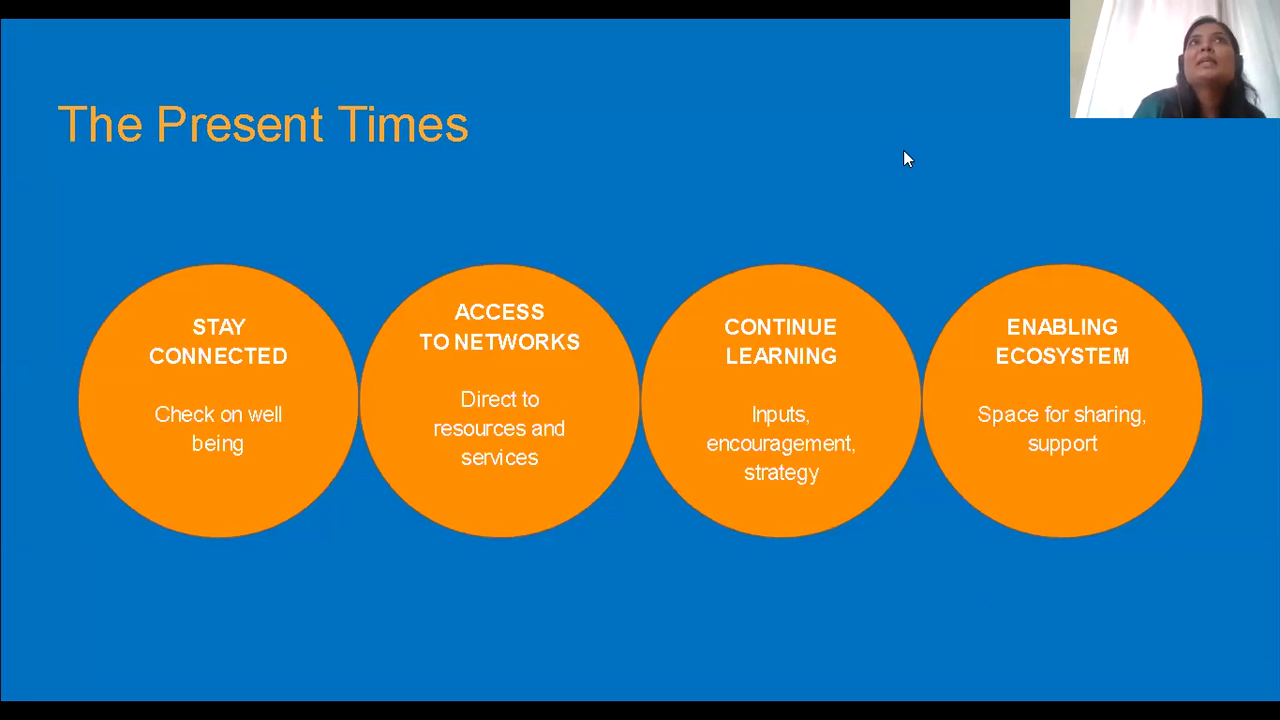 The Present Times
STAY
CONNECTED
Check on well
being
ACCESS
TO NETWORKS
Direct to
resources and
services
CONTINUE
LEARNING
Inputs,
encouragement,
strategy
ENABLING
ECOSYSTEM
Space for sharing,
support